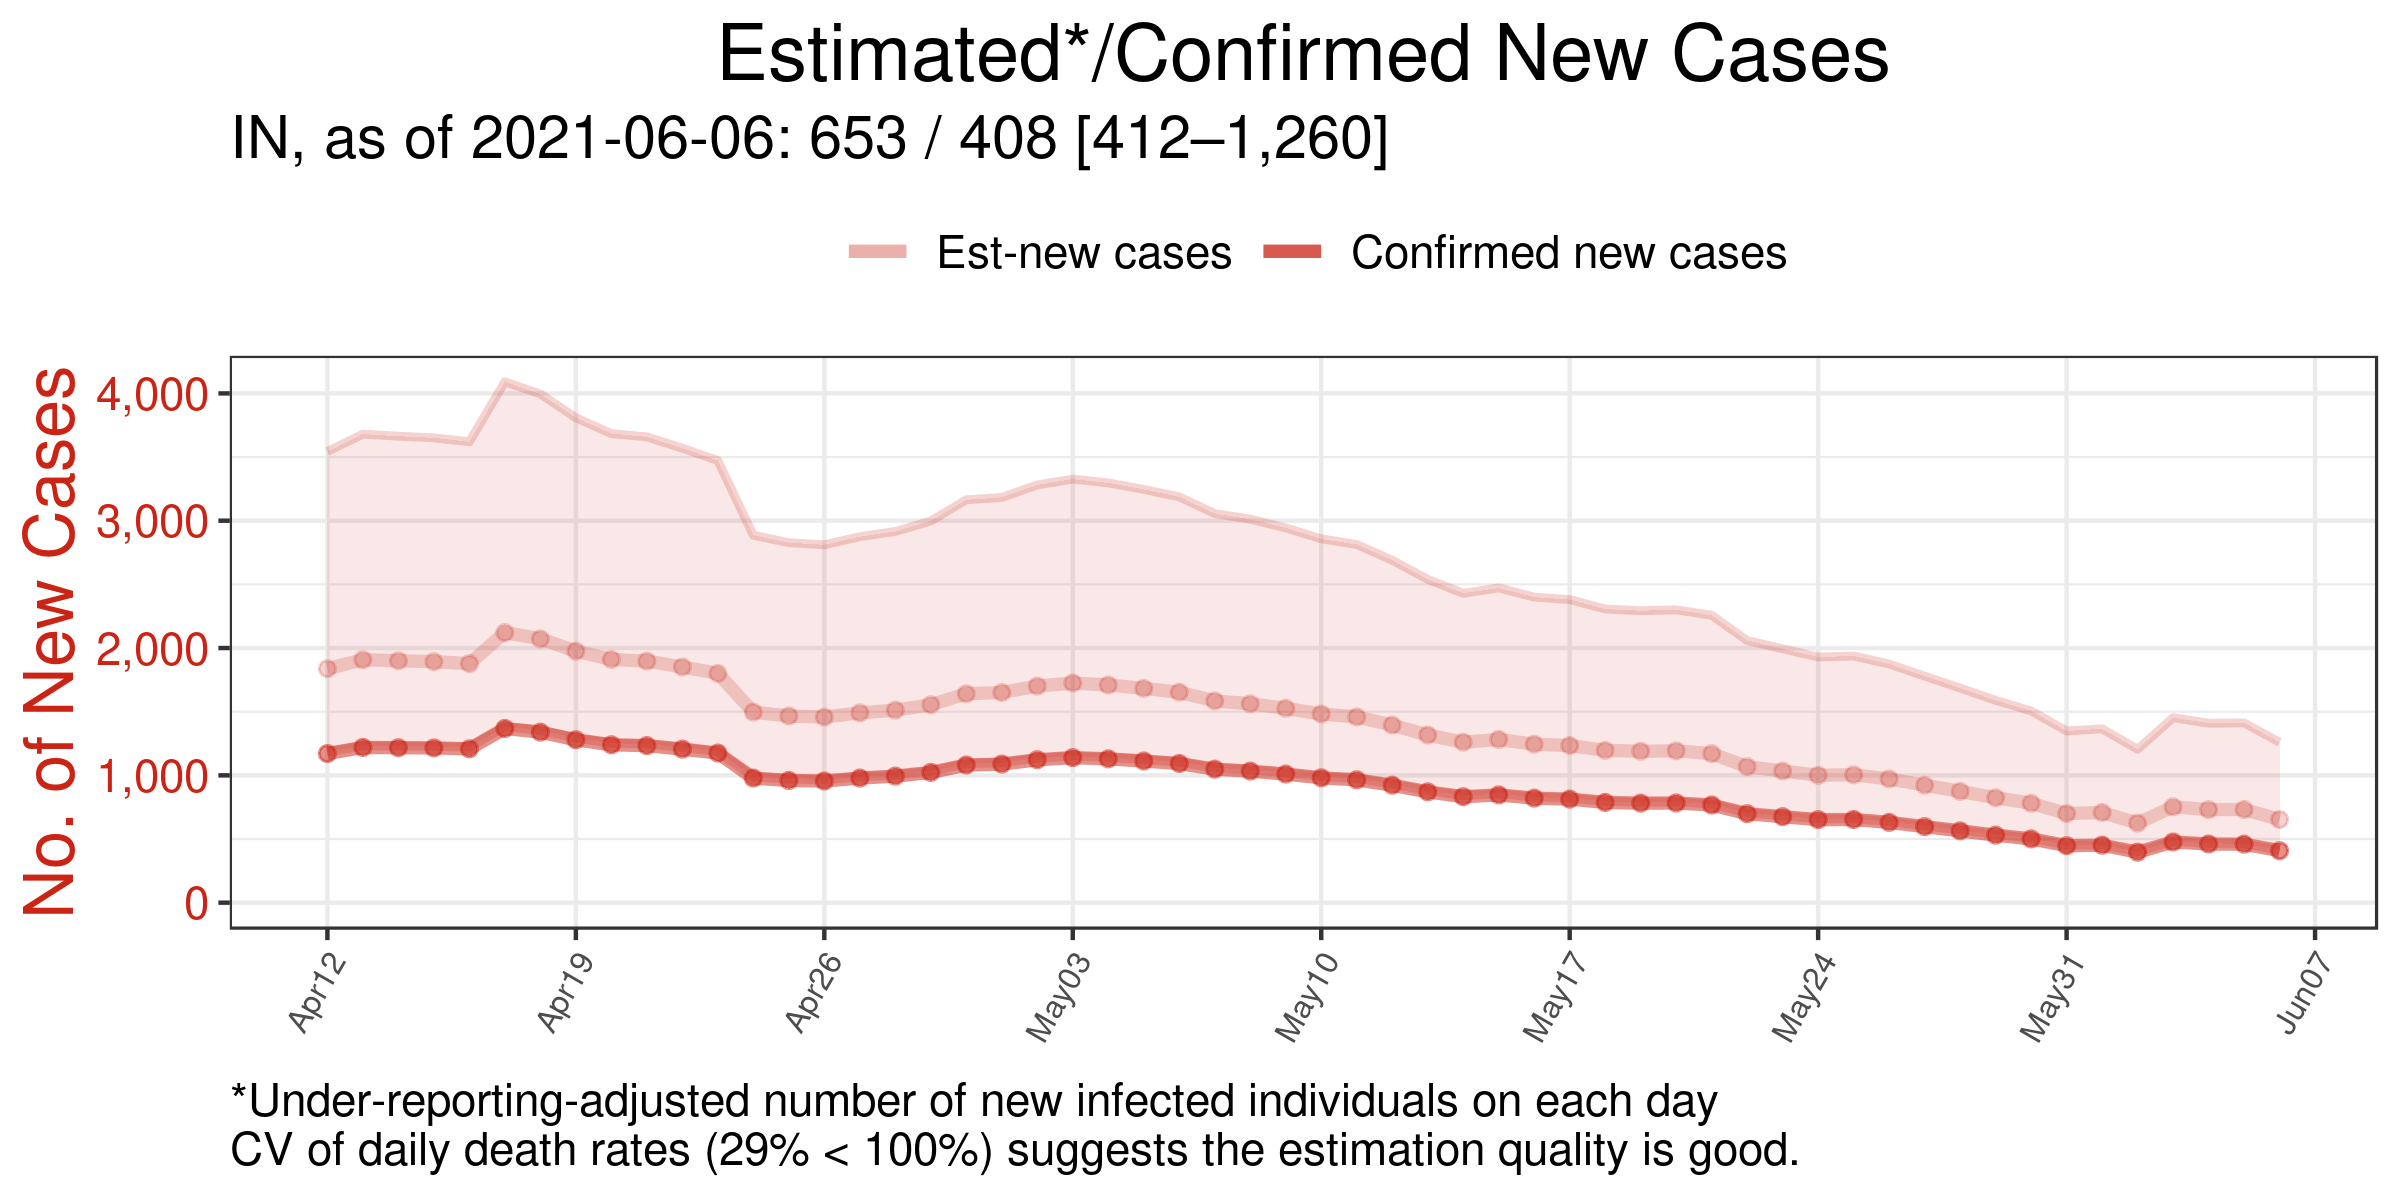 Estimated*/Confirmed New Cases
IN, as of 2021-06-06: 653 / 408 [412–1,260]
Est-new cases
Confirmed new cases
No. of New Cases
4,000
3,000
2,000
1,000
0
Apr12
Apr19
Apr26
May03
May10
May17
May24
May31
Jun07
*Under-reporting-adjusted number of new infected individuals on each day
CV of daily death rates (29% < 100%) suggests the estimation quality is good.